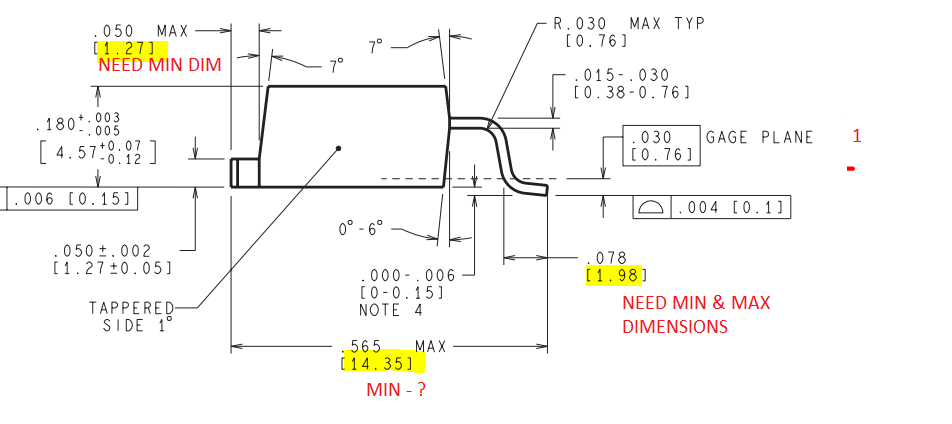 .050 MAX
[1.27]
NEED MIN DIM
7°
7°
R.030 MAX TYP
[0.76]
.015-.030
[0.38-0.76]
.180 +.003 -.005
[ 4.57 +0.07 -0.12 ]
.030
[0.76]
GAGE PLANE
1
.006 [0.15]
.004 [0.1]
.050±.002
[1.27±0.05]
0°-6°
.000-.006
[0-0.15]
NOTE 4
.078
[1.98]
NEED MIN & MAX
DIMENSIONS
TAPPERED
SIDE 1°
.565 MAX
[14.35]
MIN - ?